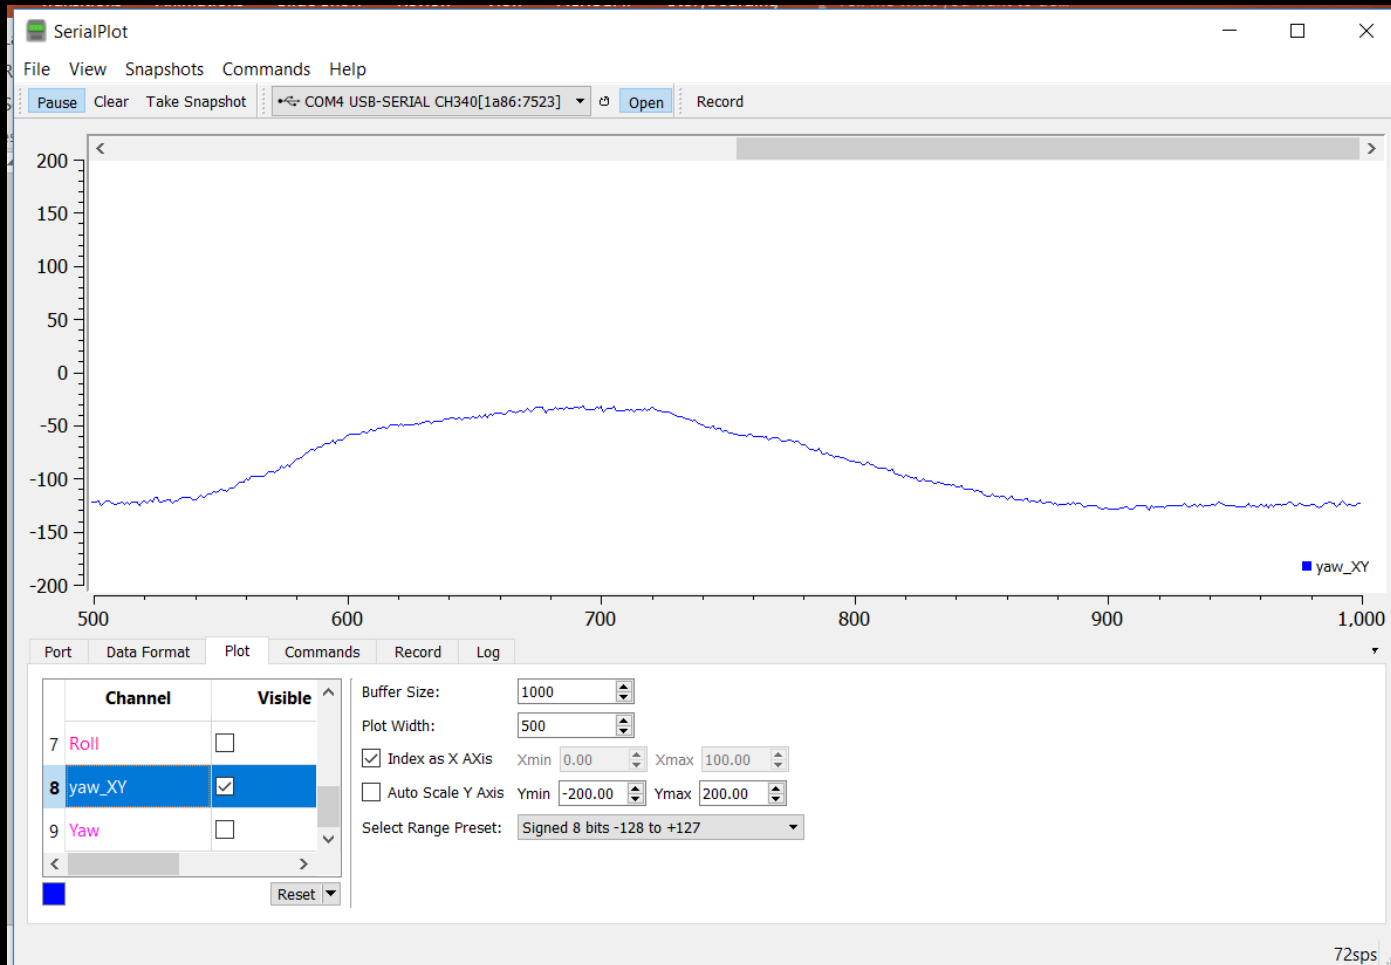 SerialPlot
File View Snapshots Commands Help
Pause Clear Take Snapshot COM4 USB-SERIAL CH340[1a86:7523] Open Record
200
150
100
50
0
-50
-100
-150
-200
yaw_XY
500 600 700 800 900 1,000
Port Data Format Plot Commands Record Log
Channel Visible
7 Roll
8 yaw_XY
9 Yaw
Reset
Buffer Size: 1000
Plot Width: 500
Index as X AXis Xmin 0.00 Xmax 100.00
Auto Scale Y Axis Ymin -200.00 Ymax 200.00
Select Range Preset: Signed 8 bits -128 to +127
72sps